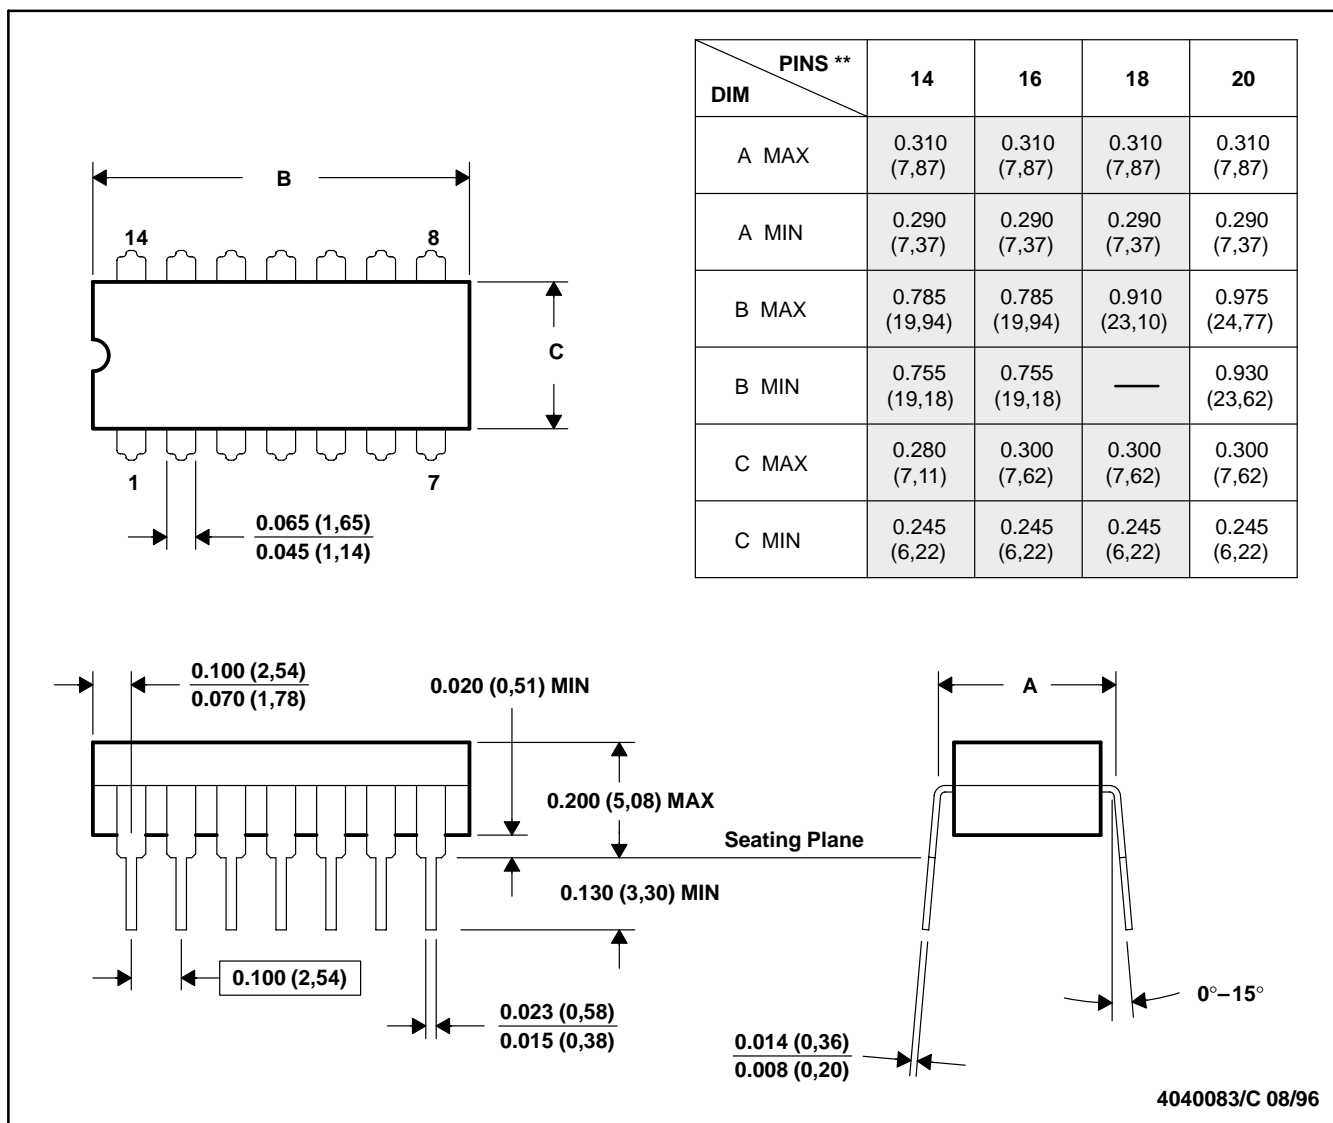 PINS **
DIM
14 16 18 20
A MAX
0.310 0.310 0.310 0.310
(7,87) (7,87) (7,87) (7,87)
A MIN
0.290 0.290 0.290 0.290
(7,37) (7,37) (7,37) (7,37)
B MAX
0.785 0.785 0.910 0.975
(19,94) (19,94) (23,10) (24,77)
B MIN
0.755 0.755 — 0.930
(19,18) (19,18) (23,62)
C MAX
0.280 0.300 0.300 0.300
(7,11) (7,62) (7,62) (7,62)
C MIN
0.245 0.245 0.245 0.245
(6,22) (6,22) (6,22) (6,22)
B
14
8
C
1
7
0.065 (1,65)
0.045 (1,14)
0.100 (2,54)
0.070 (1,78)
0.020 (0,51) MIN
0.200 (5,08) MAX
Seating Plane
0.130 (3,30) MIN
0.100 (2,54)
0.023 (0,58)
0.015 (0,38)
A
0°–15°
0.014 (0,36)
0.008 (0,20)
4040083/C 08/96